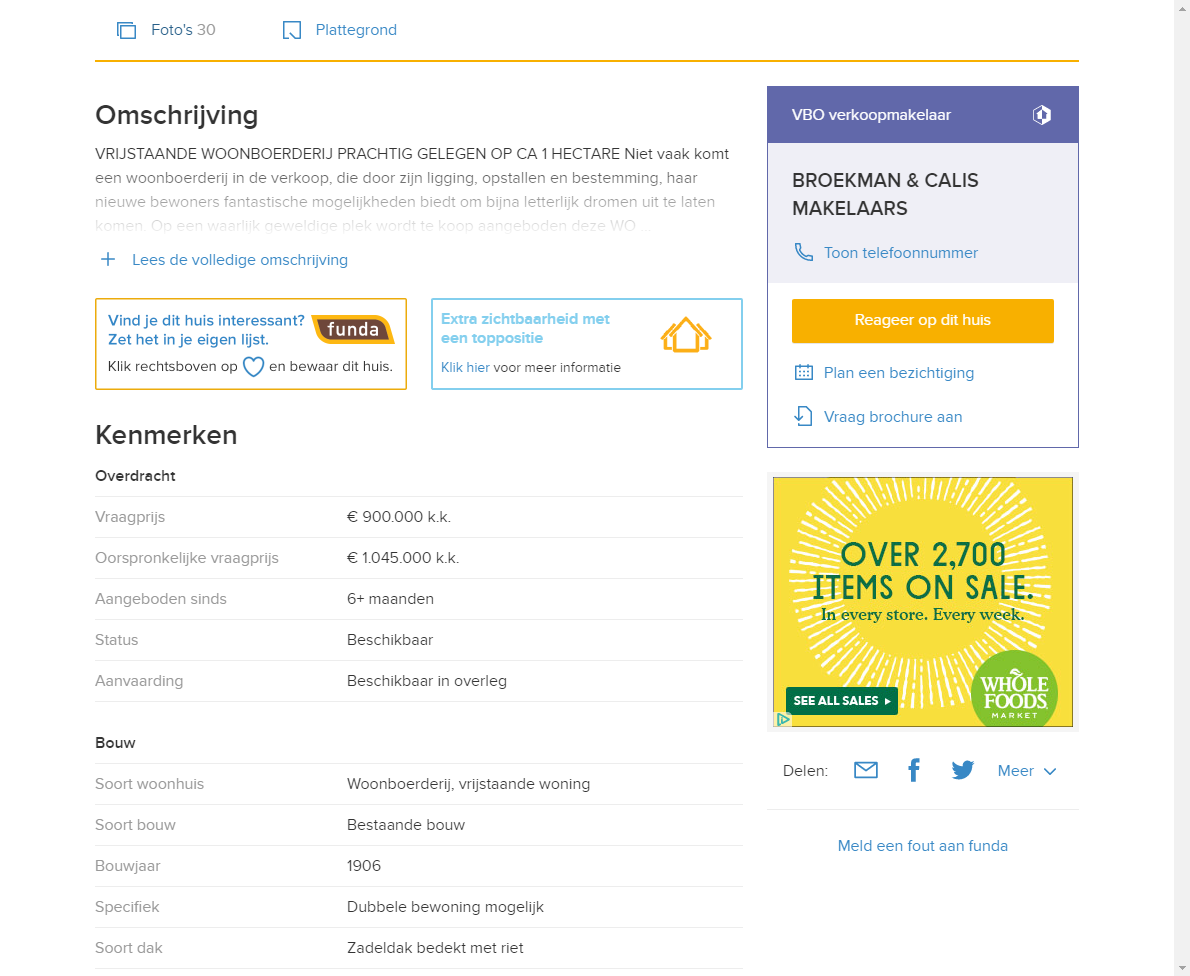 Foto's 30
Plattegrond
Omschrijving
VRIJSTAANDE WOONBOERDERIJ PRACHTIG GELEGEN OP CA 1 HECTARE Niet vaak komt
een woonboerderij in de verkoop, die door zijn ligging, opstallen en bestemming, haar
nieuwe bewoners fantastische mogelijkheden biedt om bijna letterlijk dromen uit te laten
komen. Op een waarlijk geweldige plek wordt te koop aangeboden deze WO ...
Lees de volledige omschrijving
Vind je dit huis interessant?
Zet het in je eigen lijst.
funda
Klik rechtsboven op en bewaar dit huis.
Extra zichtbaarheid met
een toppositie
Klik hier voor meer informatie
Kenmerken
Overdracht
Vraagprijs € 900.000 k.k.
Oorspronkelijke vraagprijs € 1.045.000 k.k.
Aangeboden sinds 6+ maanden
Status Beschikbaar
Aanvaarding Beschikbaar in overleg
Bouw
Soort woonhuis Woonboerderij, vrijstaande woning
Soort bouw Bestaande bouw
Bouwjaar 1906
Specifiek Dubbele bewoning mogelijk
Soort dak Zadeldak bedekt met riet
VBO verkoopmakelaar
BROEKMAN & CALIS
MAKELAARS
Toon telefoonnummer
Reageer op dit huis
Plan een bezichtiging
Vraag brochure aan
OVER 2,700
ITEMS ON SALE.
In every store. Every week.
SEE ALL SALES
WHOLE
FOODS
MARKET
Delen:
Meer
Meld een fout aan funda